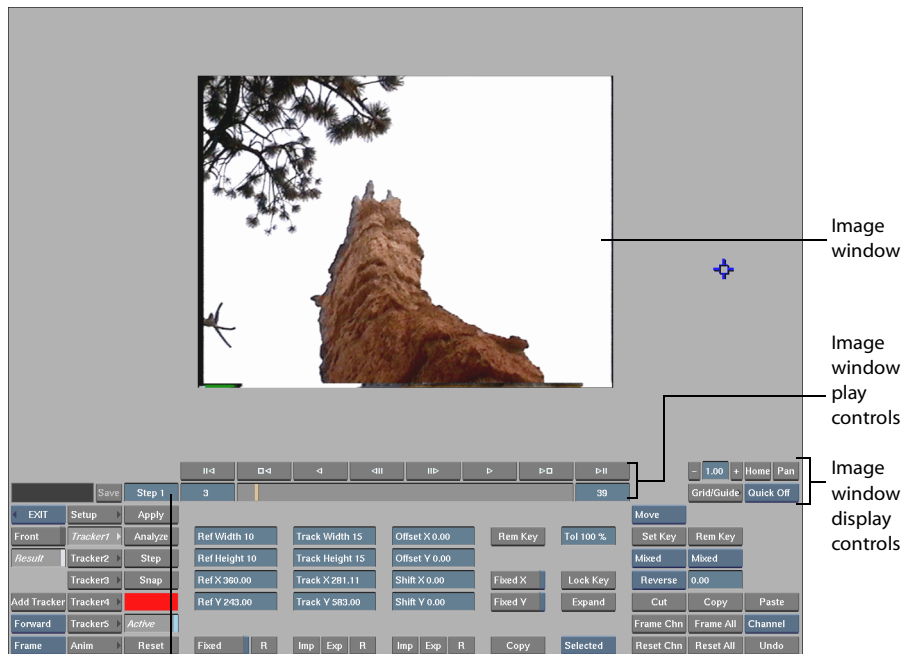 Image
window
Image
window
play
controls
Image
window
display
controls
- 1.00 + Home Pan
Save Step 1 3 39 Grid/Guide Quick Off
EXIT Setup Apply Move
Front Tracker1 Analyze Ref Width 10 Track Width 15 Offset X 0.00 Rem Key Tol 100 % Set Key Rem Key
Result Tracker2 Step Ref Height 10 Track Height 15 Offset Y 0.00 Mixed Mixed
Tracker3 Snap Ref X 360.00 Track X 281.11 Shift X 0.00 Fixed X Lock Key Reverse 0.00
Add Tracker Tracker4 Ref Y 243.00 Track Y 583.00 Shift Y 0.00 Fixed Y Expand Cut Copy Paste
Forward Tracker5 Active Frame Chn Frame All Channel
Frame Anim Reset Fixed R Imp Exp R Imp Exp R Copy Selected Reset Chn Reset All Undo